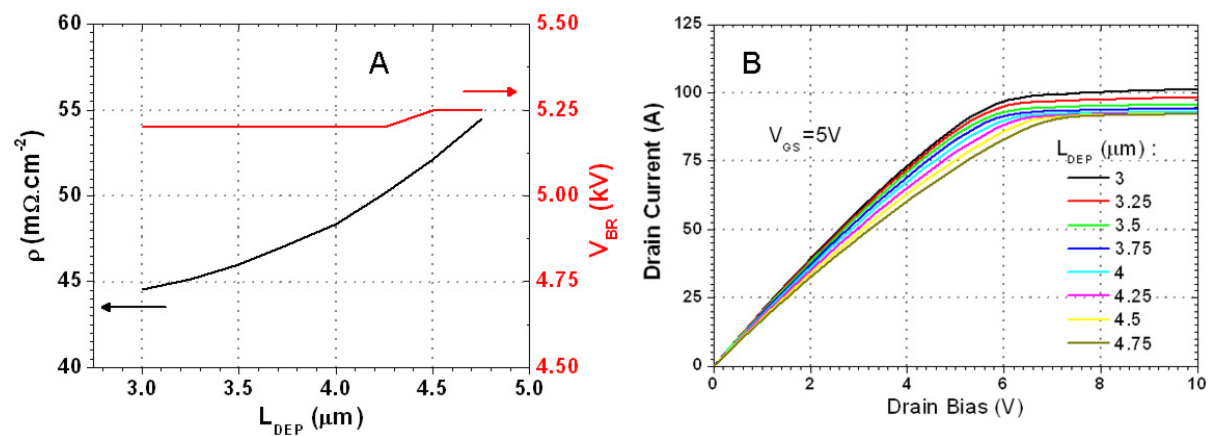 A
60
55
50
45
40
ρ (mΩ.cm⁻²)
3.0 3.5 4.0 4.5 5.0
L_DEP (μm)
5.50
5.25
5.00
4.75
4.50
V_BR (kV)
B
125
100
75
50
25
0
Drain Current (A)
V_GS=5V
L_DEP (μm) :
3
3.25
3.5
3.75
4
4.25
4.5
4.75
0 2 4 6 8 10
Drain Bias (V)